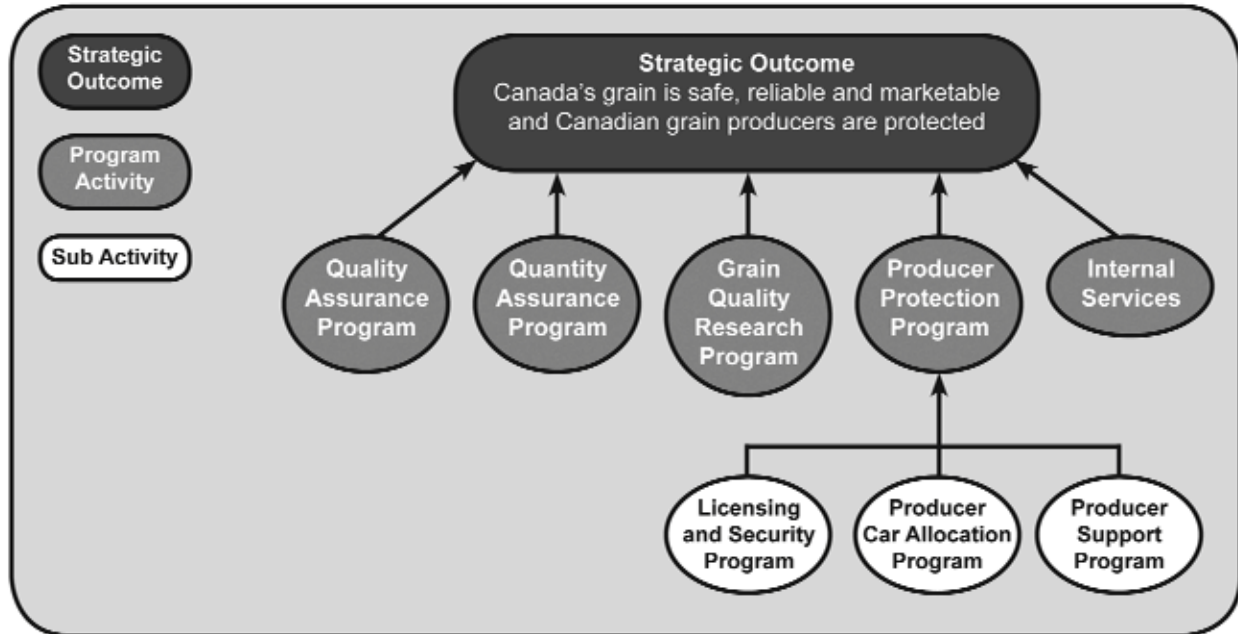 Strategic
Outcome
Program
Activity
Sub Activity
Strategic Outcome
Canada's grain is safe, reliable and marketable
and Canadian grain producers are protected
Quality
Assurance
Program
Quantity
Assurance
Program
Grain
Quality
Research
Program
Producer
Protection
Program
Internal
Services
Licensing
and Security
Program
Producer
Car Allocation
Program
Producer
Support
Program